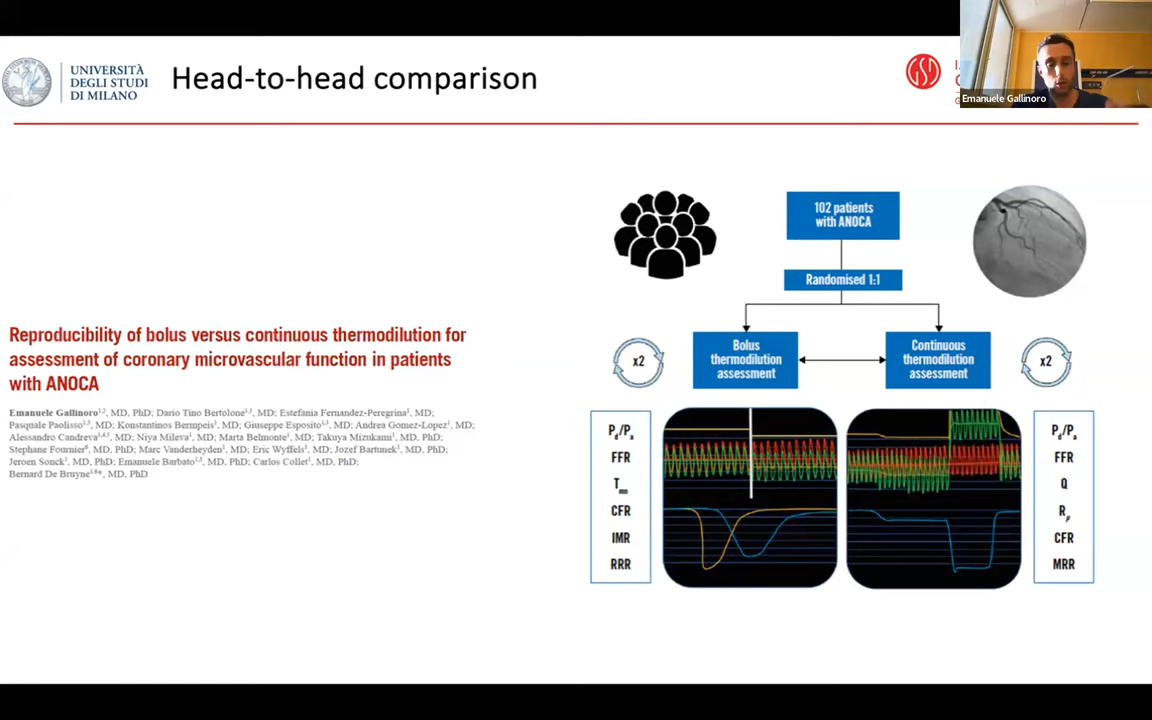 UNIVERSITÀ
DEGLI STUDI
DI MILANO
Head-to-head comparison
Emanuele Gallinoro
Reproducibility of bolus versus continuous thermodilution for
assessment of coronary microvascular function in patients
with ANOCA
Emanuele Gallinoro1,2, MD, PhD; Dario Tino Bertolone1,3, MD; Estefania Fernandez-Peregrina1, MD;
Pasquale Paolisso1,3, MD; Konstantinos Bermpeis1, MD; Giuseppe Esposito1,3, MD; Andrea Gomez-Lopez1, MD;
Alessandro Candreva1,4,5, MD; Niya Mileva1, MD; Marta Belmonte1, MD; Takuya Mizukami1, MD, PhD;
Stephane Fournier6, MD, PhD; Marc Vanderheyden1, MD; Eric Wyffels1, MD; Jozef Bartunek1, MD, PhD;
Jeroen Sonck1, MD, PhD; Emanuele Barbato1,3, MD, PhD; Carlos Collet1, MD, PhD;
Bernard De Bruyne1,6*, MD, PhD
102 patients
with ANOCA
Randomised 1:1
x2
Bolus
thermodilution
assessment
Continuous
thermodilution
assessment
x2
Pd/Pa
FFR
Tmn
CFR
IMR
RRR
Pd/Pa
FFR
Q
Rμ
CFR
MRR